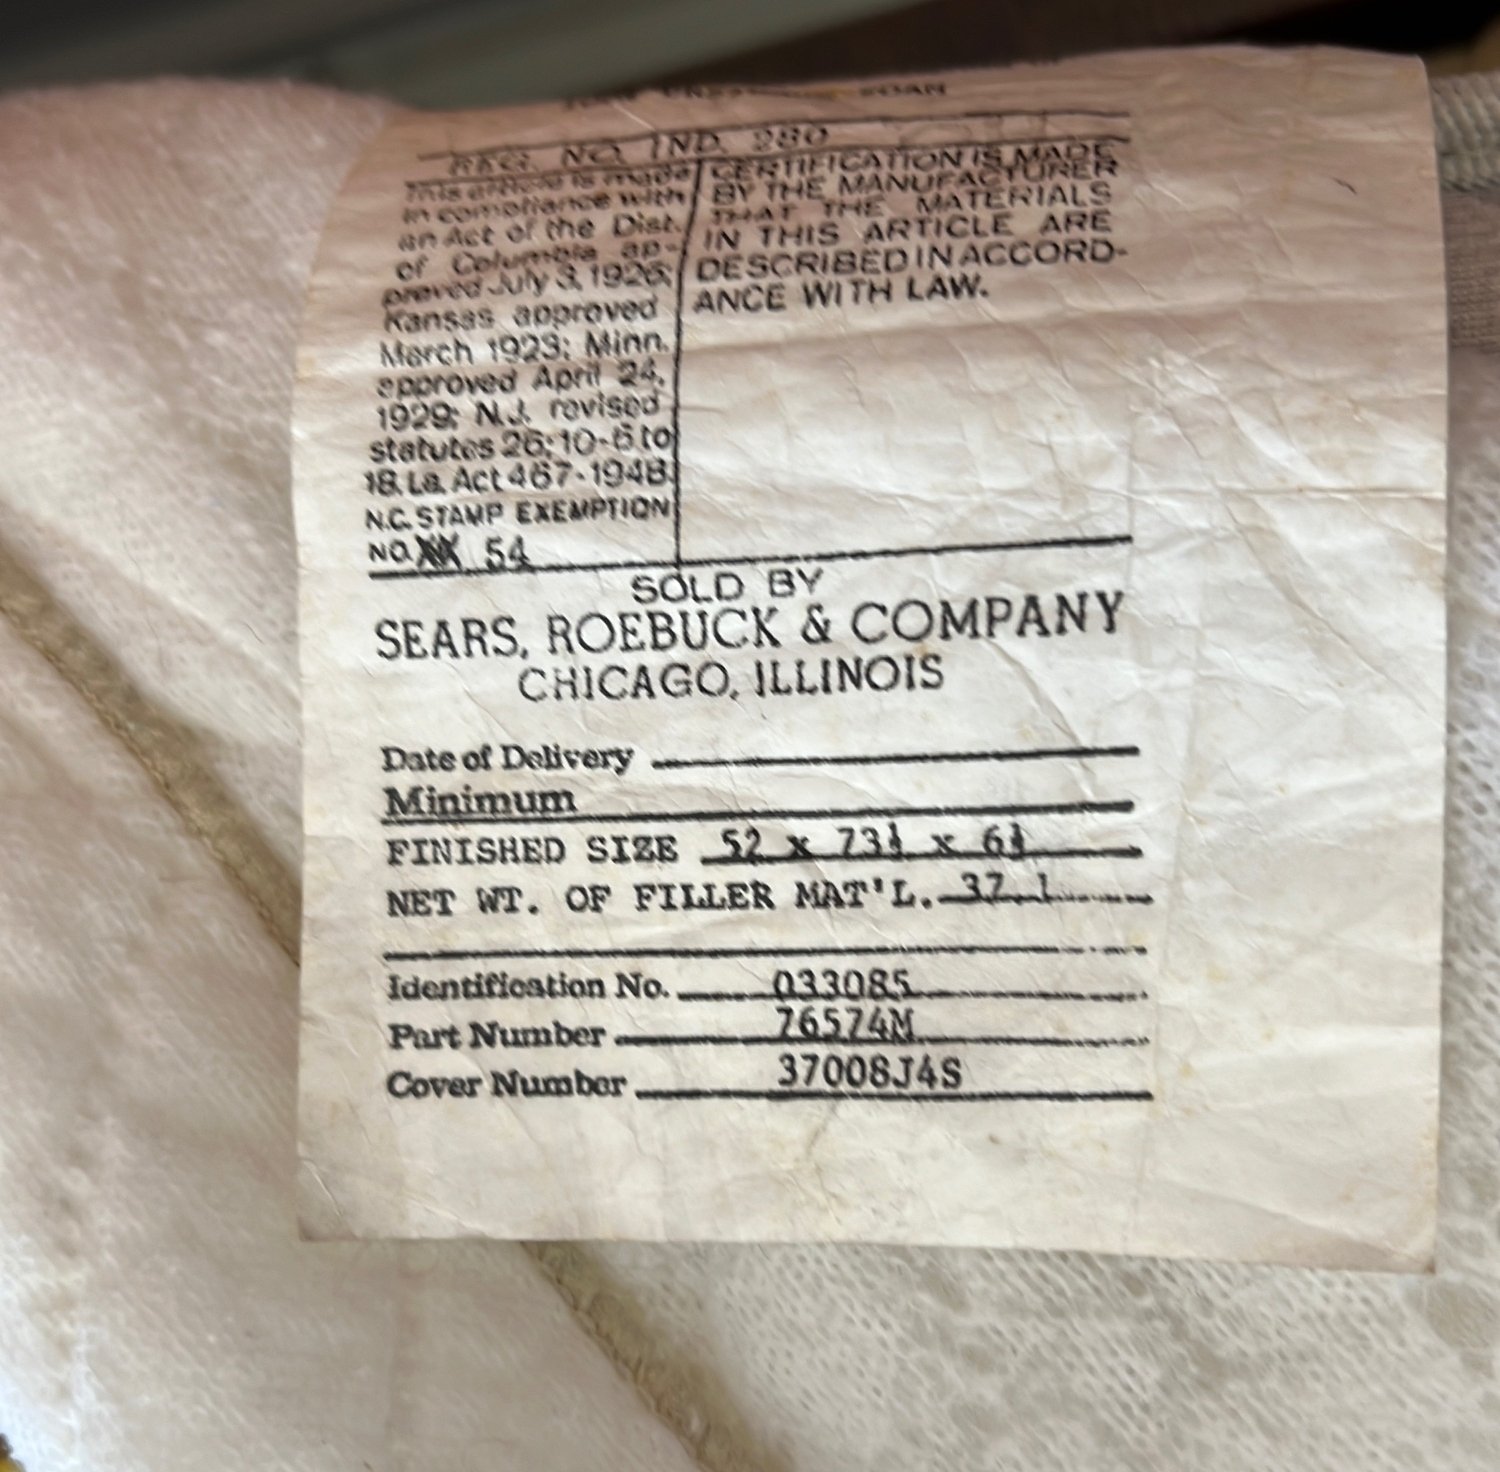 REG. NO. IND. 280
This article is made
in compliance with
an Act of the Dist.
of Columbia ap-
proved July 3, 1926;
Kansas approved
March 1923; Minn.
approved April 24,
1929; N.J. revised
statutes 26:10-6 to
18. La. Act 467-1948.
N.C. STAMP EXEMPTION
NO. XX 54
CERTIFICATION IS MADE
BY THE MANUFACTURER
THAT THE MATERIALS
IN THIS ARTICLE ARE
DESCRIBED IN ACCORD-
ANCE WITH LAW.
SOLD BY
SEARS, ROEBUCK & COMPANY
CHICAGO, ILLINOIS
Date of Delivery
Minimum
FINISHED SIZE 52 x 73½ x 6½
NET WT. OF FILLER MAT'L. 37
Identification No. 033085
Part Number 76574M
Cover Number 37008J4S